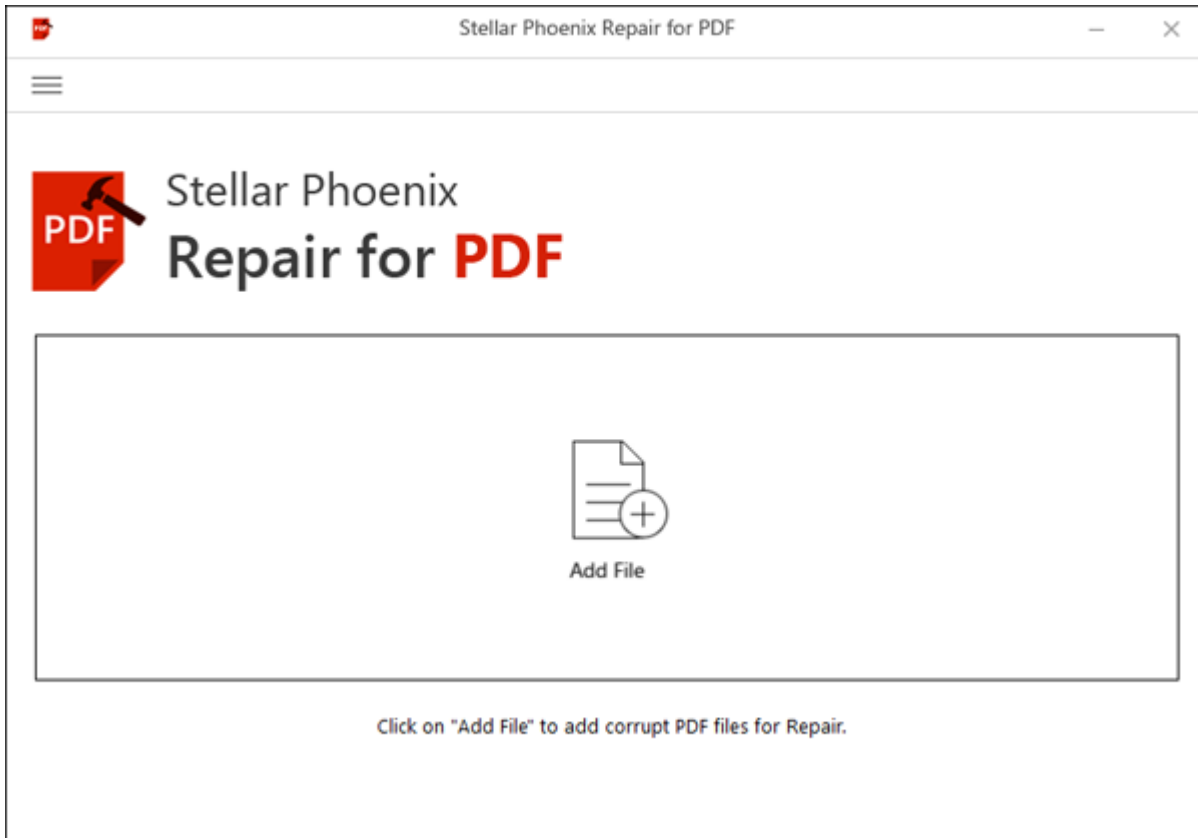 Stellar Phoenix Repair for PDF
PDF
Stellar Phoenix
Repair for PDF
Add File
Click on "Add File" to add corrupt PDF files for Repair.